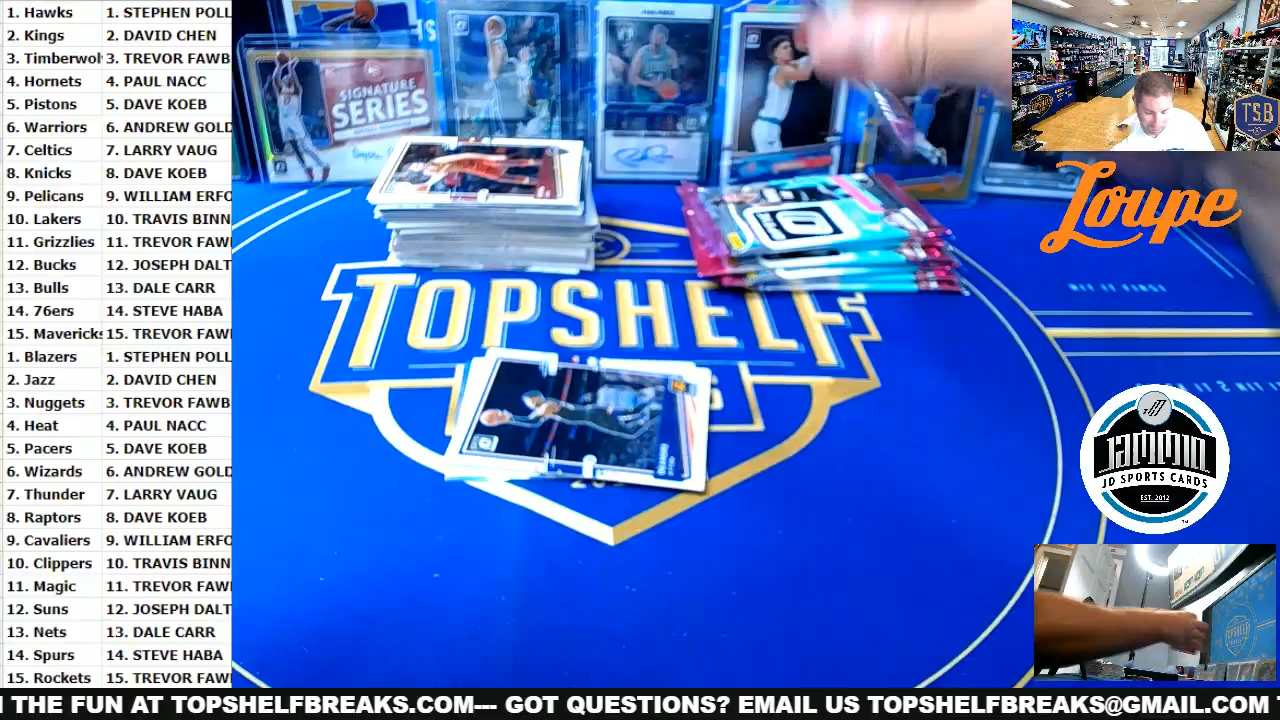 1. Hawks 1. STEPHEN POLL
2. Kings 2. DAVID CHEN
3. Timberwol 3. TREVOR FAWB
4. Hornets 4. PAUL NACC
5. Pistons 5. DAVE KOEB
6. Warriors 6. ANDREW GOLD
7. Celtics 7. LARRY VAUG
8. Knicks 8. DAVE KOEB
9. Pelicans 9. WILLIAM ERFO
10. Lakers 10. TRAVIS BINN
11. Grizzlies 11. TREVOR FAWI
12. Bucks 12. JOSEPH DALT
13. Bulls 13. DALE CARR
14. 76ers 14. STEVE HABA
15. Mavericks 15. TREVOR FAWI
1. Blazers 1. STEPHEN POLL
2. Jazz 2. DAVID CHEN
3. Nuggets 3. TREVOR FAWB
4. Heat 4. PAUL NACC
5. Pacers 5. DAVE KOEB
6. Wizards 6. ANDREW GOLD
7. Thunder 7. LARRY VAUG
8. Raptors 8. DAVE KOEB
9. Cavaliers 9. WILLIAM ERFO
10. Clippers 10. TRAVIS BINN
11. Magic 11. TREVOR FAWI
12. Suns 12. JOSEPH DALT
13. Nets 13. DALE CARR
14. Spurs 14. STEVE HABA
15. Rockets 15. TREVOR FAWI
SIGNATURE
SERIES
TOPSHELF
TSB
Loupe
HIT IT FIRST
JAMMIN
JD SPORTS CARDS
EST. 2012
N THE FUN AT TOPSHELFBREAKS.COM--- GOT QUESTIONS? EMAIL US TOPSHELFBREAKS@GMAIL.COM